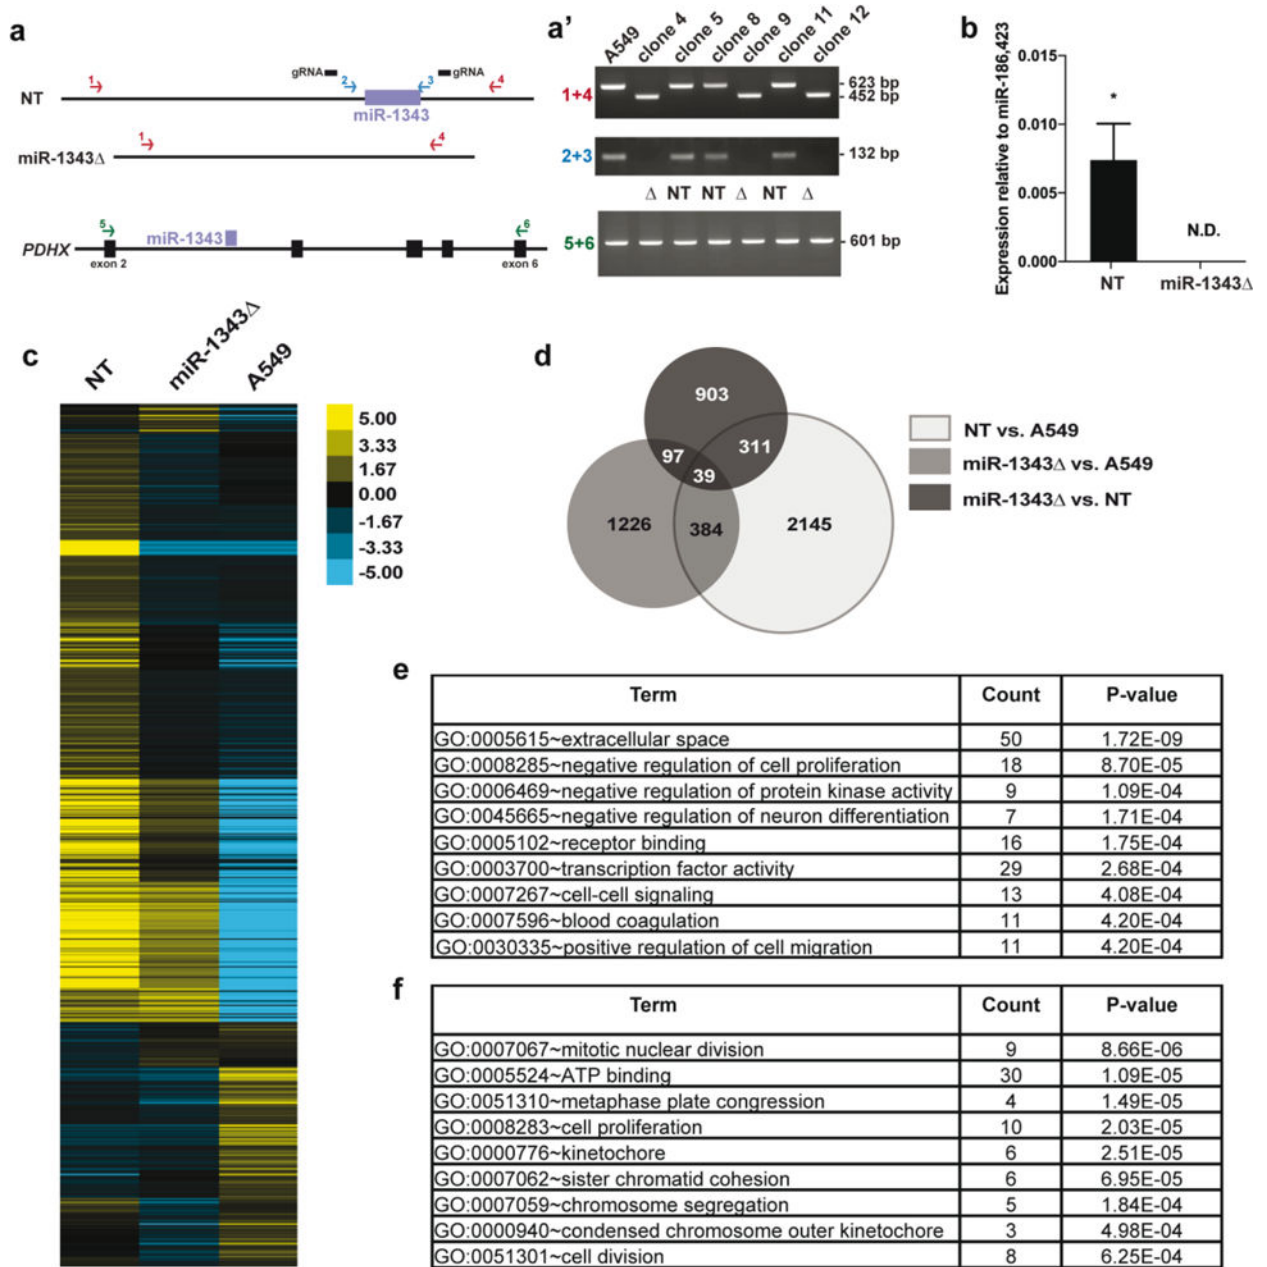 a
NT
1
gRNA
2
3
gRNA
4
miR-1343
miR-1343Δ
1
4
PDHX
5
miR-1343
6
exon 2
exon 6
a'
A549
clone 4
clone 5
clone 8
clone 9
clone 11
clone 12
1+4
623 bp
452 bp
2+3
132 bp
Δ NT NT Δ NT Δ
5+6
601 bp
b
Expression relative to miR-186,423
0.015
0.010
0.005
0.000
*
N.D.
NT
miR-1343Δ
c
NT
miR-1343Δ
A549
5.00
3.33
1.67
0.00
-1.67
-3.33
-5.00
d
903
97
311
39
1226
384
2145
NT vs. A549
miR-1343Δ vs. A549
miR-1343Δ vs. NT
e
Term Count P-value
GO:0005615~extracellular space 50 1.72E-09
GO:0008285~negative regulation of cell proliferation 18 8.70E-05
GO:0006469~negative regulation of protein kinase activity 9 1.09E-04
GO:0045665~negative regulation of neuron differentiation 7 1.71E-04
GO:0005102~receptor binding 16 1.75E-04
GO:0003700~transcription factor activity 29 2.68E-04
GO:0007267~cell-cell signaling 13 4.08E-04
GO:0007596~blood coagulation 11 4.20E-04
GO:0030335~positive regulation of cell migration 11 4.20E-04
f
Term Count P-value
GO:0007067~mitotic nuclear division 9 8.66E-06
GO:0005524~ATP binding 30 1.09E-05
GO:0051310~metaphase plate congression 4 1.49E-05
GO:0008283~cell proliferation 10 2.03E-05
GO:0000776~kinetochore 6 2.51E-05
GO:0007062~sister chromatid cohesion 6 6.95E-05
GO:0007059~chromosome segregation 5 1.84E-04
GO:0000940~condensed chromosome outer kinetochore 3 4.98E-04
GO:0051301~cell division 8 6.25E-04